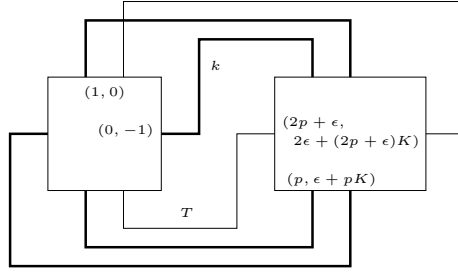 k
(1, 0)
(0, −1)
(2p + ϵ,
2ϵ + (2p + ϵ)K)
(p, ϵ + pK)
T